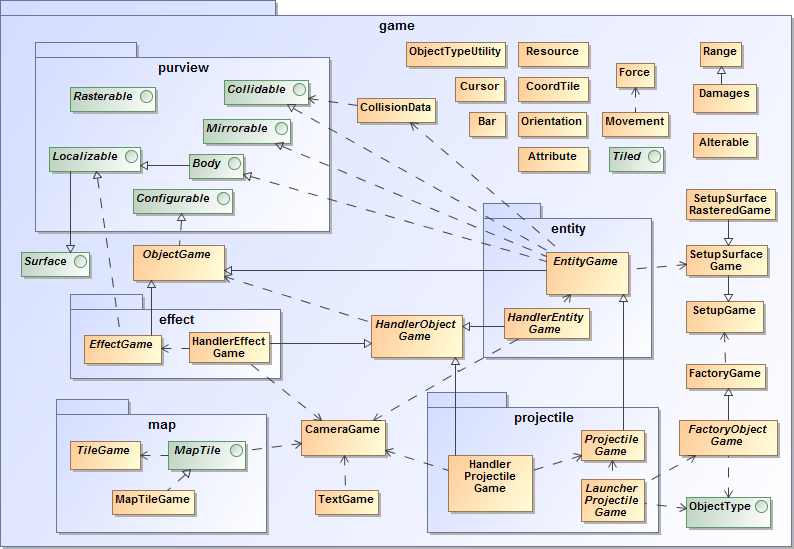 game
purview
Rasterable
Collidable
Mirrorable
Localizable
Body
Configurable
CollisionData
ObjectTypeUtility
Resource
Range
Force
Cursor
CoordTile
Damages
Bar
Orientation
Movement
Attribute
Tiled
Alterable
Surface
ObjectGame
entity
EntityGame
HandlerEntity
Game
SetupSurface
RasteredGame
SetupSurface
Game
SetupGame
FactoryGame
FactoryObject
Game
ObjectType
effect
EffectGame
HandlerEffect
Game
HandlerObject
Game
map
TileGame
MapTile
MapTileGame
CameraGame
TextGame
projectile
Handler
Projectile
Game
Projectile
Game
Launcher
Projectile
Game